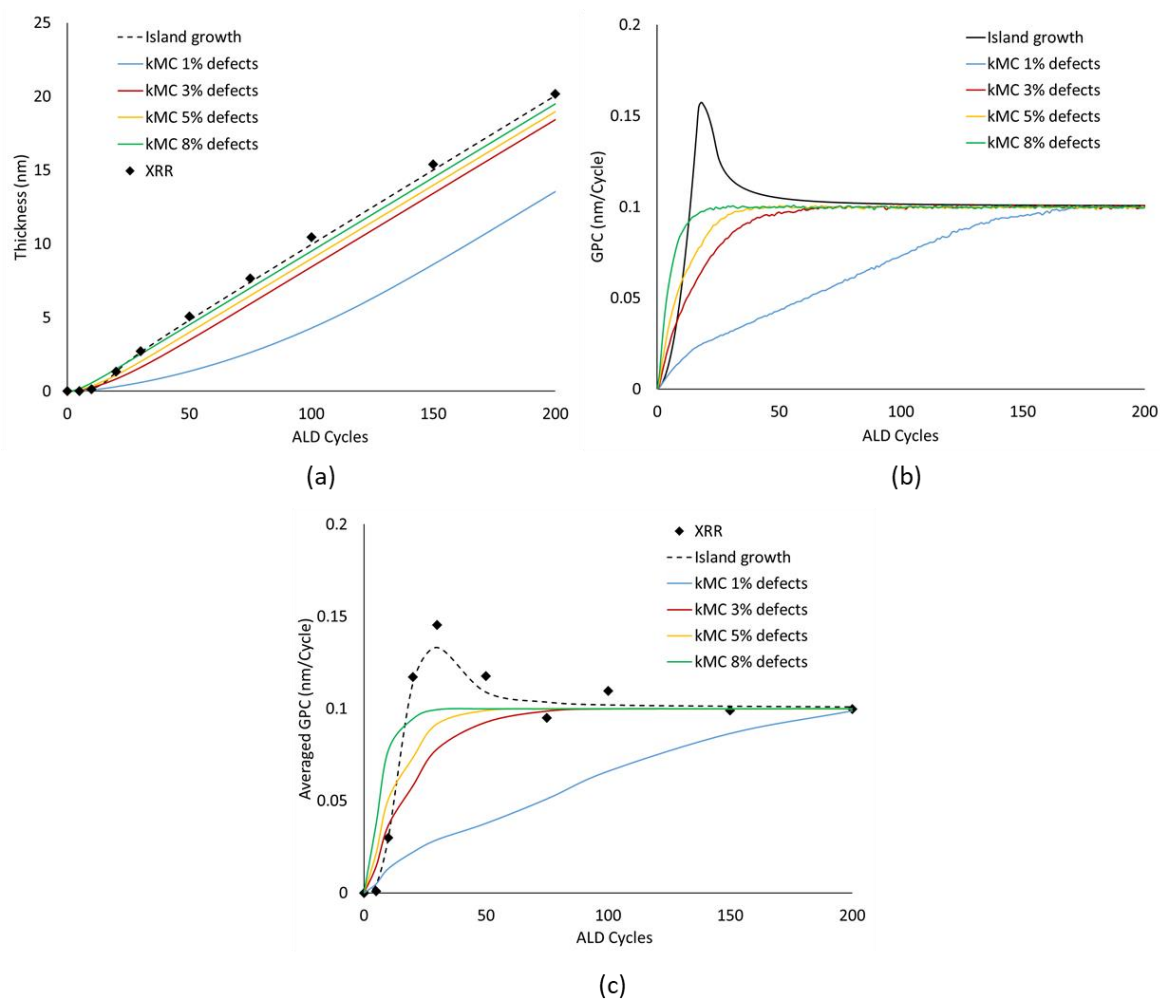 25
20
15
10
5
0
Thickness (nm)
0 50 100 150 200
ALD Cycles
Island growth
kMC 1% defects
kMC 3% defects
kMC 5% defects
kMC 8% defects
XRR
(a)
0.2
0.15
0.1
0.05
0
GPC (nm/Cycle)
0 50 100 150 200
ALD Cycles
Island growth
kMC 1% defects
kMC 3% defects
kMC 5% defects
kMC 8% defects
(b)
0.2
0.15
0.1
0.05
0
Averaged GPC (nm/Cycle)
0 50 100 150 200
ALD Cycles
XRR
Island growth
kMC 1% defects
kMC 3% defects
kMC 5% defects
kMC 8% defects
(c)